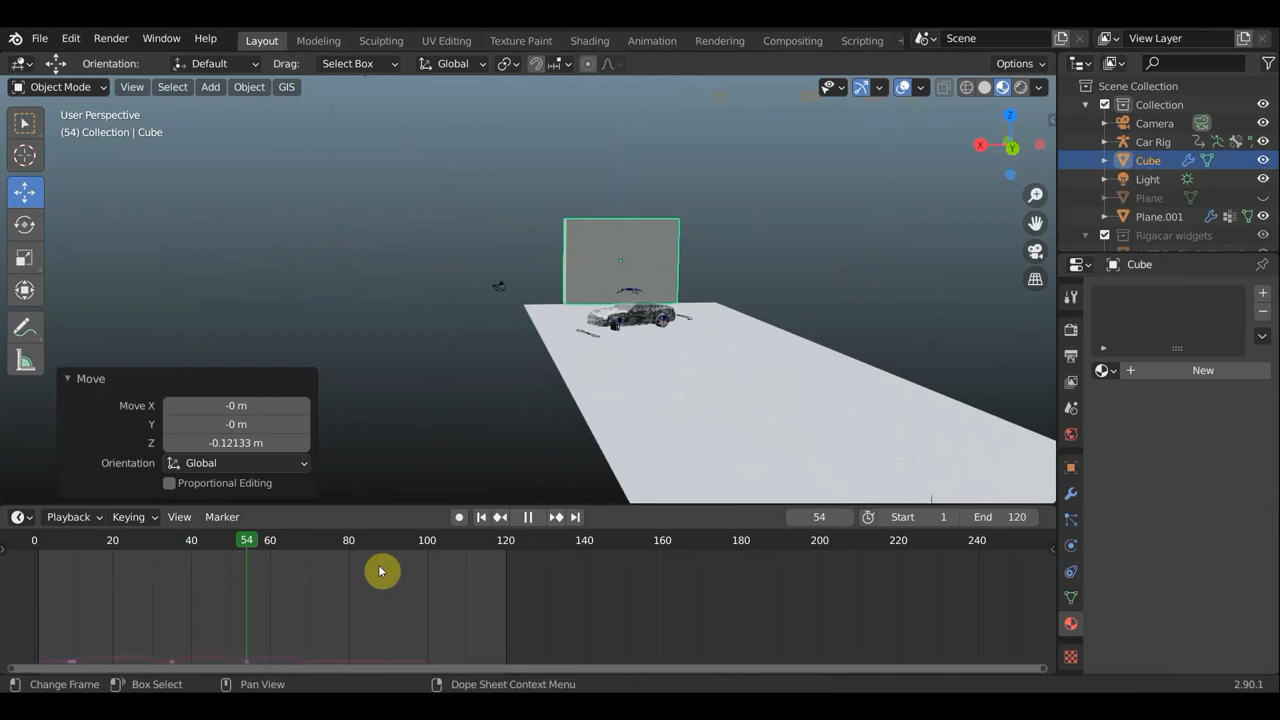 File Edit Render Window Help Layout Modeling Sculpting UV Editing Texture Paint Shading Animation Rendering Compositing Scripting Scene View Layer
Orientation: Default Drag: Select Box Global Options
Object Mode View Select Add Object GIS
Scene Collection
Collection
Camera
Car Rig
Cube
Light
Plane
Plane.001
Rigacar widgets
User Perspective
(54) Collection | Cube
X Y Z
Cube
New
Move
Move X -0 m
Y -0 m
Z -0.12133 m
Orientation Global
Proportional Editing
Playback Keying View Marker 54 Start 1 End 120
0 20 40 54 60 80 100 120 140 160 180 200 220 240
Change Frame Box Select Pan View Dope Sheet Context Menu 2.90.1